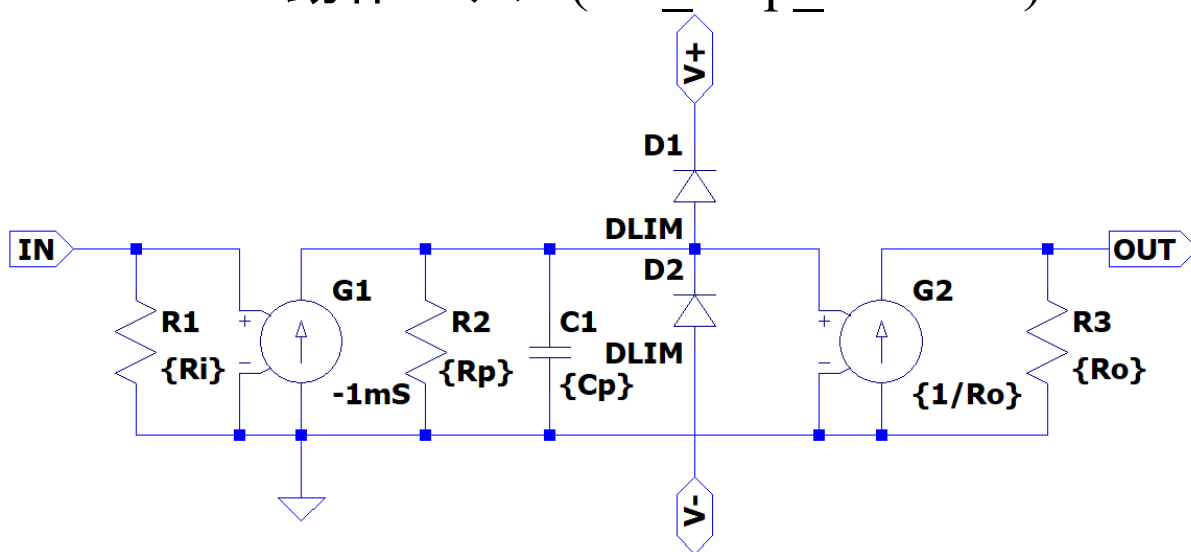 V+
D1
DLIM
IN
OUT
D2
G1
G2
R1
R2
C1
R3
+
+
DLIM
{Ri}
{Rp}
{Cp}
{Ro}
-1mS
{1/Ro}
V-